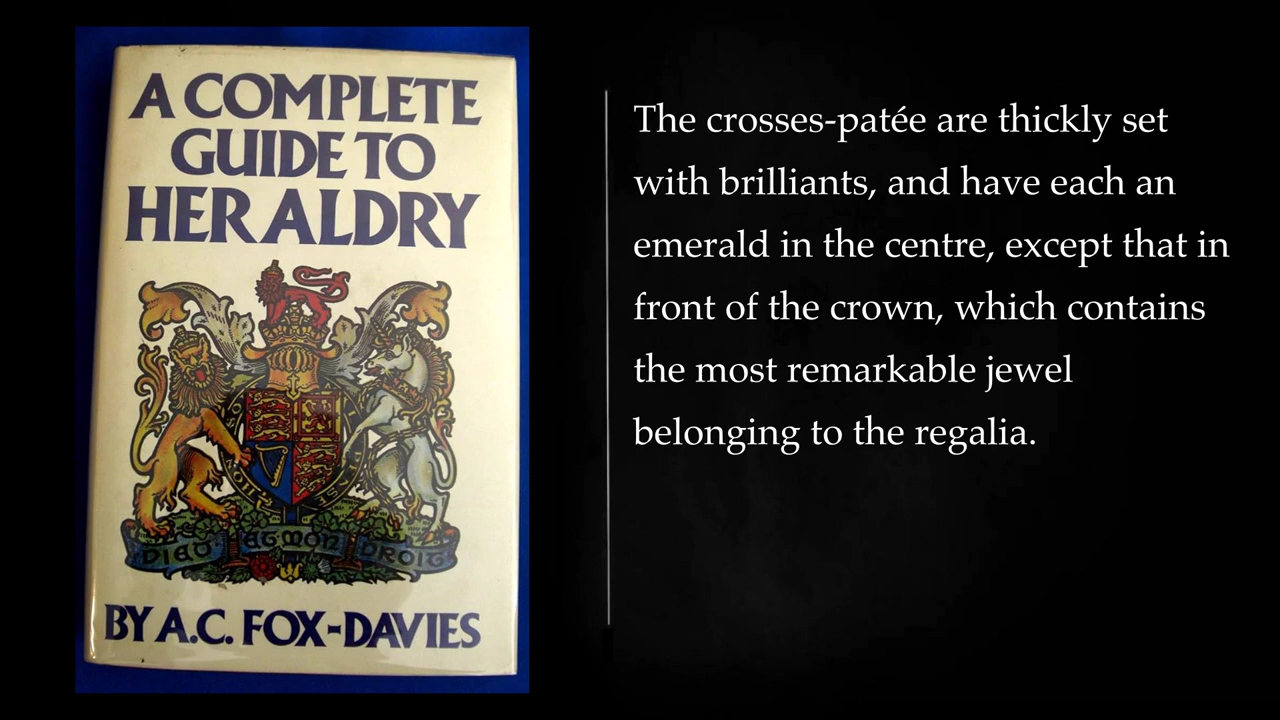 A COMPLETE
GUIDE TO
HERALDRY
DIEU ET MON DROIT
BY A.C. FOX-DAVIES
The crosses-patée are thickly set
with brilliants, and have each an
emerald in the centre, except that in
front of the crown, which contains
the most remarkable jewel
belonging to the regalia.